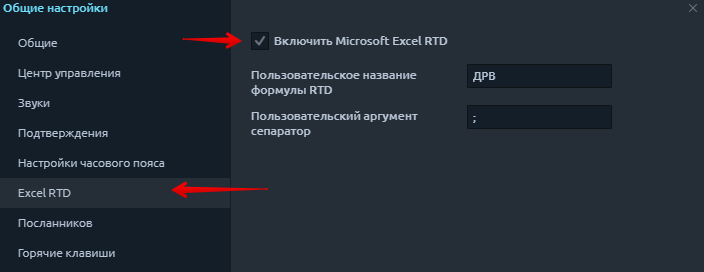 Общие настройки
Общие
Центр управления
Звуки
Подтверждения
Настройки часового пояса
Excel RTD
Посланников
Горячие клавиши
Включить Microsoft Excel RTD
Пользовательское название
формулы RTD
ДРВ
Пользовательский аргумент
сепаратор
;